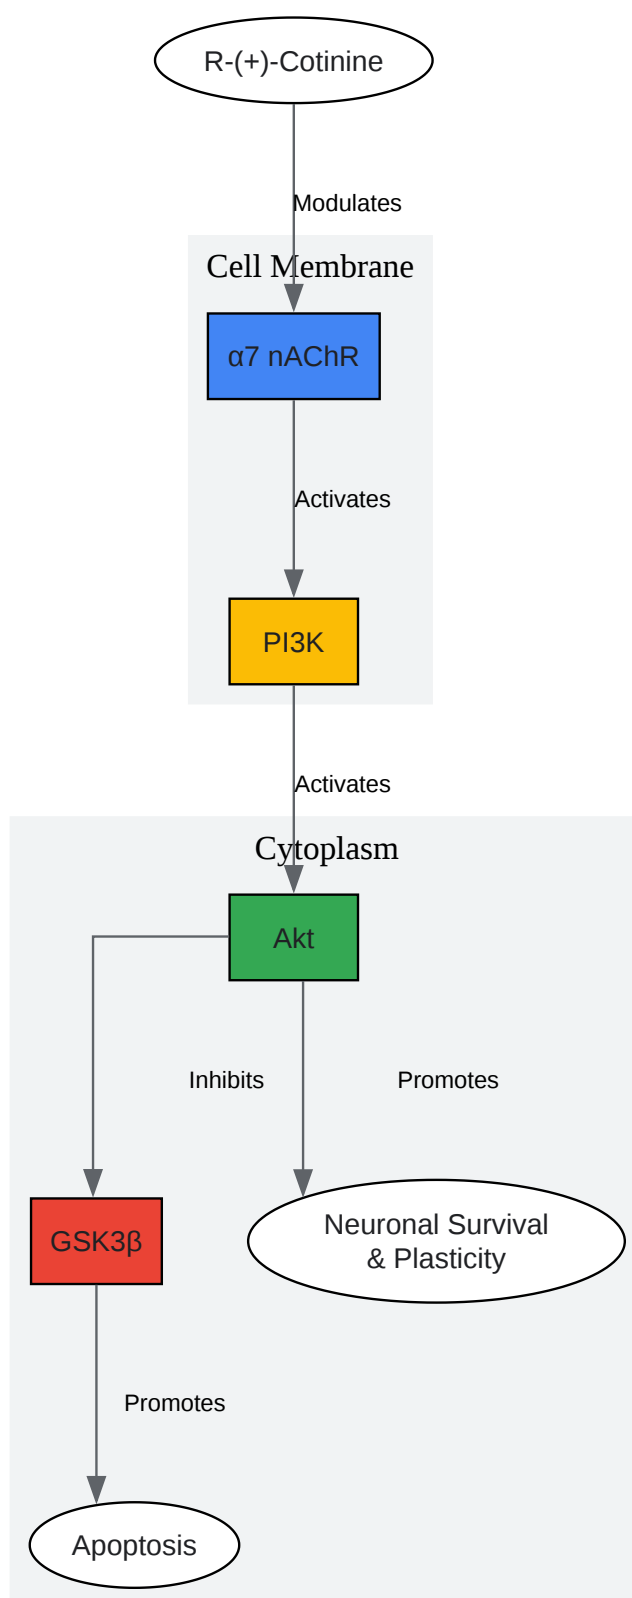 R-(+)-Cotinine
Modulates
Cell Membrane
α7 nAChR
Activates
PI3K
Activates
Cytoplasm
Akt
Inhibits
Promotes
GSK3β
Neuronal Survival
& Plasticity
Promotes
Apoptosis